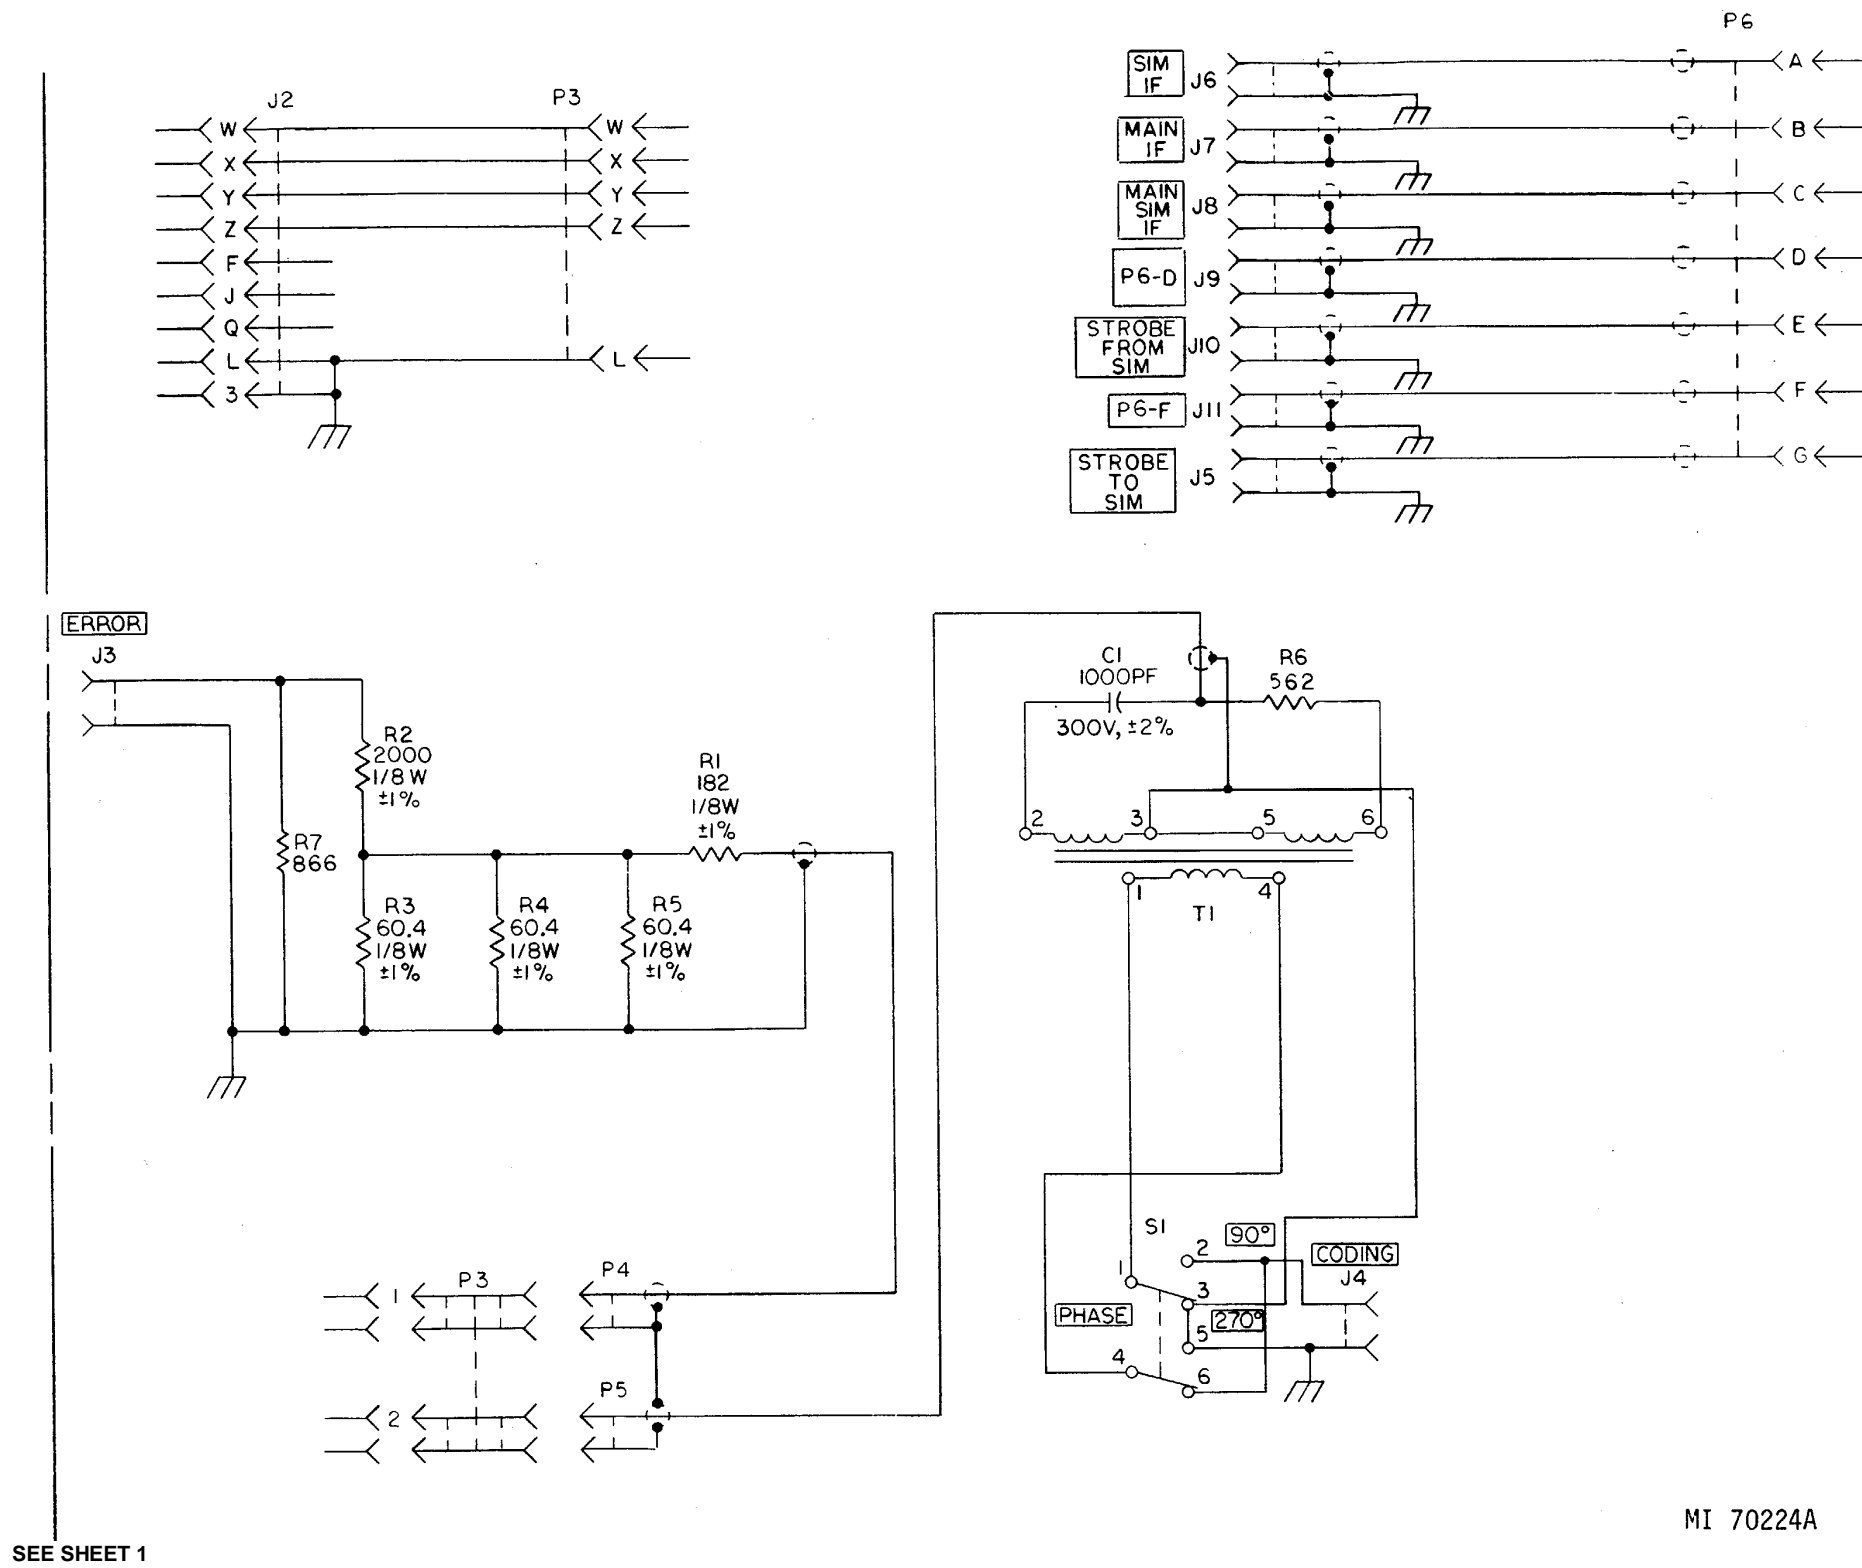 P6
SIM
IF
J6
A
MAIN
IF
J7
B
MAIN
SIM
IF
J8
C
P6-D
J9
D
STROBE
FROM
SIM
J10
E
P6-F
J11
F
STROBE
TO
SIM
J5
G
J2
P3
W
W
X
X
Y
Y
Z
Z
F
J
Q
L
L
3
ERROR
J3
R2
2000
1/8W
±1%
R7
866
R1
182
1/8W
±1%
R3
60.4
1/8W
±1%
R4
60.4
1/8W
±1%
R5
60.4
1/8W
±1%
C1
1000PF
300V, ±2%
R6
562
2
3
5
6
1
4
T1
S1
90°
2
1
3
CODING
J4
PHASE
270°
5
4
6
1
P3
P4
2
P5
MI 70224A
SEE SHEET 1